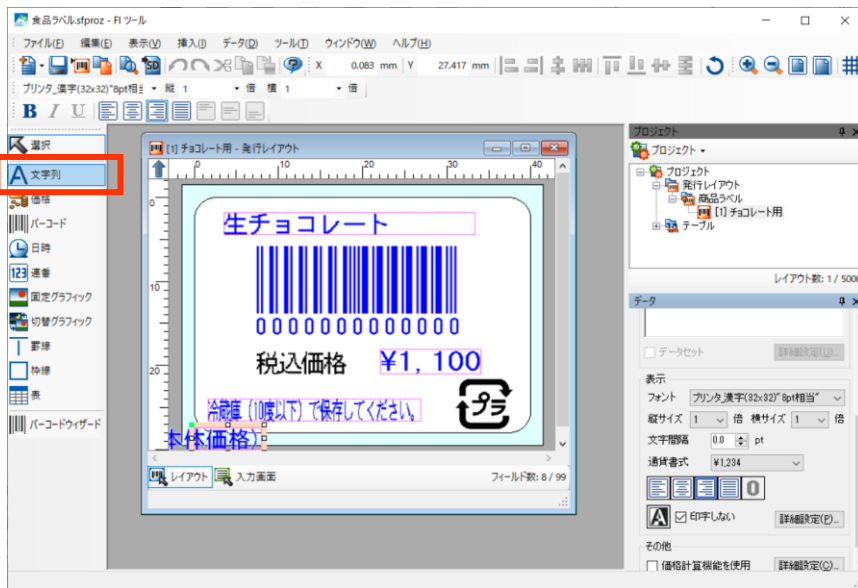 食品ラベル.sfproz - FI ツール
ファイル(F) 編集(E) 表示(V) 挿入(I) データ(D) ツール(T) ウィンドウ(W) ヘルプ(H)
X 0.083 mm Y 27.417 mm
プリンタ_漢字(32x32)"8pt相当 縦 1 倍 横 1 倍
B I U
選択
文字列
価格
バーコード
日時
連番
固定グラフィック
切替グラフィック
罫線
枠線
表
バーコードウィザード
[1] チョコレート用 - 発行レイアウト
0 10 20 30 40
0
10
20
生チョコレート
0000000000000
税込価格 ¥1,100
冷蔵庫（10度以下）で保存してください。
プラ
本体価格）
レイアウト 入力画面 フィールド数: 8 / 99
プロジェクト
プロジェクト
プロジェクト
発行レイアウト
商品ラベル
[1] チョコレート用
テーブル
レイアウト数: 1 / 5000
データ
データセット 詳細設定(U)...
表示
フォント プリンタ_漢字(32x32)"8pt相当"
縦サイズ 1 倍 横サイズ 1 倍
文字間隔 0.0 pt
通貨書式 ¥1,234
印字しない 詳細設定(P)...
その他
価格計算機能を使用 詳細設定(C)...